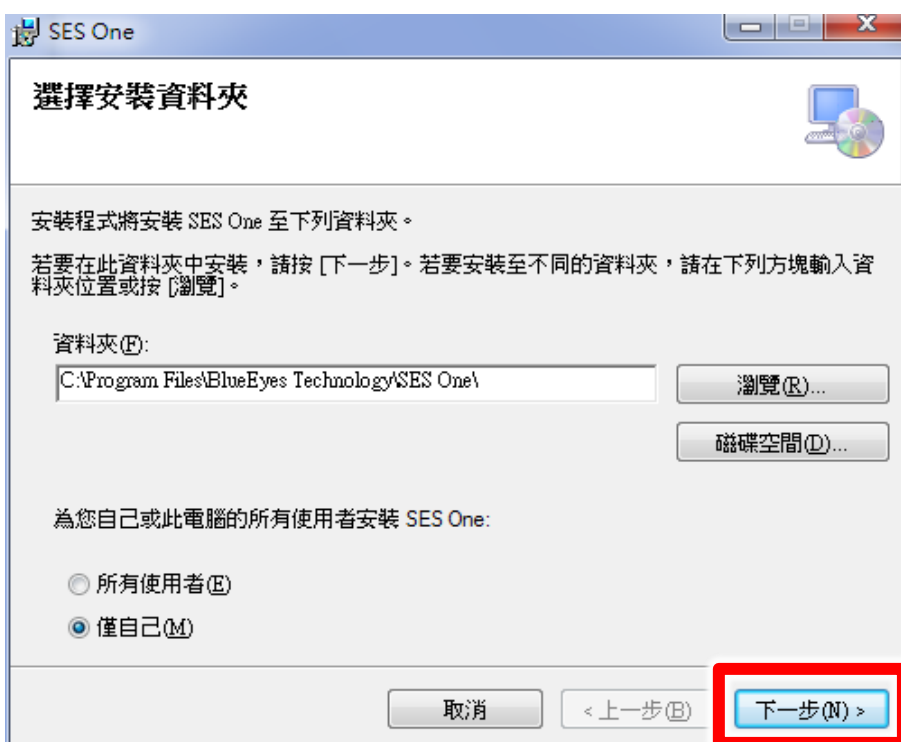 SES One
選擇安裝資料夾
安裝程式將安裝 SES One 至下列資料夾。
若要在此資料夾中安裝，請按 [下一步]。若要安裝至不同的資料夾，請在下列方塊輸入資
料夾位置或按 [瀏覽]。
資料夾(F):
C:\Program Files\BlueEyes Technology\SES One\
瀏覽(R)...
磁碟空間(D)...
為您自己或此電腦的所有使用者安裝 SES One:
所有使用者(E)
僅自己(M)
取消
<上一步(B)
下一步(N) >